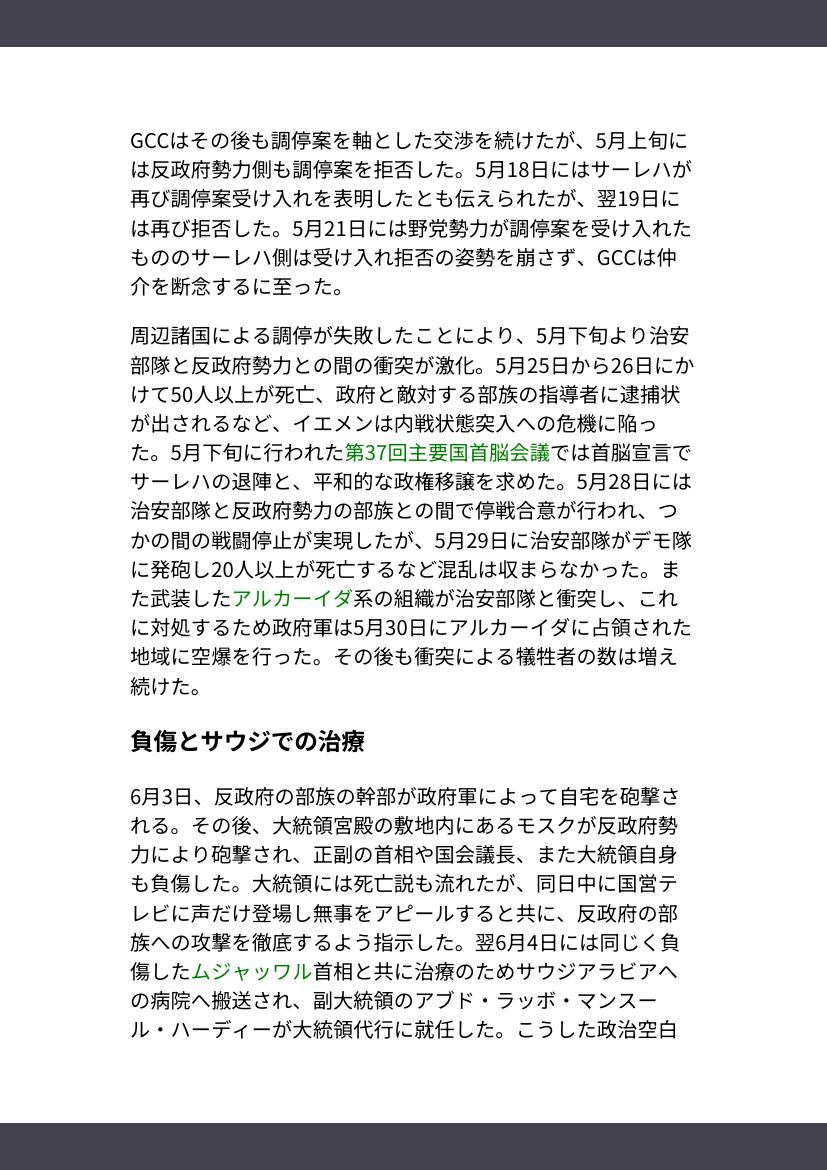 GCCはその後も調停案を軸とした交渉を続けたが、5月上旬に
は反政府勢力側も調停案を拒否した。5月18日にはサーレハが
再び調停案受け入れを表明したとも伝えられたが、翌19日に
は再び拒否した。5月21日には野党勢力が調停案を受け入れた
もののサーレハ側は受け入れ拒否の姿勢を崩さず、GCCは仲
介を断念するに至った。
周辺諸国による調停が失敗したことにより、5月下旬より治安
部隊と反政府勢力との間の衝突が激化。5月25日から26日にか
けて50人以上が死亡、政府と敵対する部族の指導者に逮捕状
が出されるなど、イエメンは内戦状態突入への危機に陥っ
た。5月下旬に行われた第37回主要国首脳会議では首脳宣言で
サーレハの退陣と、平和的な政権移譲を求めた。5月28日には
治安部隊と反政府勢力の部族との間で停戦合意が行われ、つ
かの間の戦闘停止が実現したが、5月29日に治安部隊がデモ隊
に発砲し20人以上が死亡するなど混乱は収まらなかった。ま
た武装したアルカーイダ系の組織が治安部隊と衝突し、これ
に対処するため政府軍は5月30日にアルカーイダに占領された
地域に空爆を行った。その後も衝突による犠牲者の数は増え
続けた。
負傷とサウジでの治療
6月3日、反政府の部族の幹部が政府軍によって自宅を砲撃さ
れる。その後、大統領宮殿の敷地内にあるモスクが反政府勢
力により砲撃され、正副の首相や国会議長、また大統領自身
も負傷した。大統領には死亡説も流れたが、同日中に国営テ
レビに声だけ登場し無事をアピールすると共に、反政府の部
族への攻撃を徹底するよう指示した。翌6月4日には同じく負
傷したムジャッワル首相と共に治療のためサウジアラビアへ
の病院へ搬送され、副大統領のアブド・ラッボ・マンスー
ル・ハーディーが大統領代行に就任した。こうした政治空白